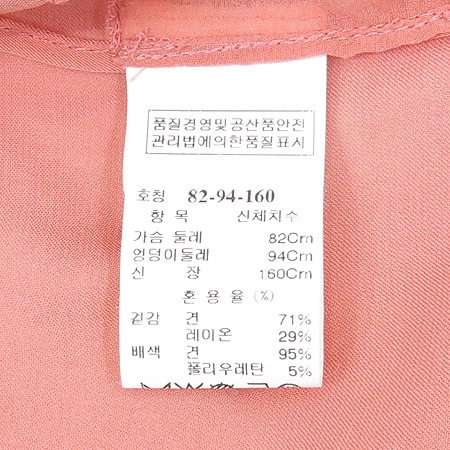 품질경영및공산품안전
관리법에의한품질표시
호칭 82-94-160
항 목 신체치수
가슴 둘레 82Cm
엉덩이둘레 94Cm
신 장 160Cm
혼 용 율 (%)
겉감 견 71%
레이온 29%
배색 견 95%
폴리우레탄 5%